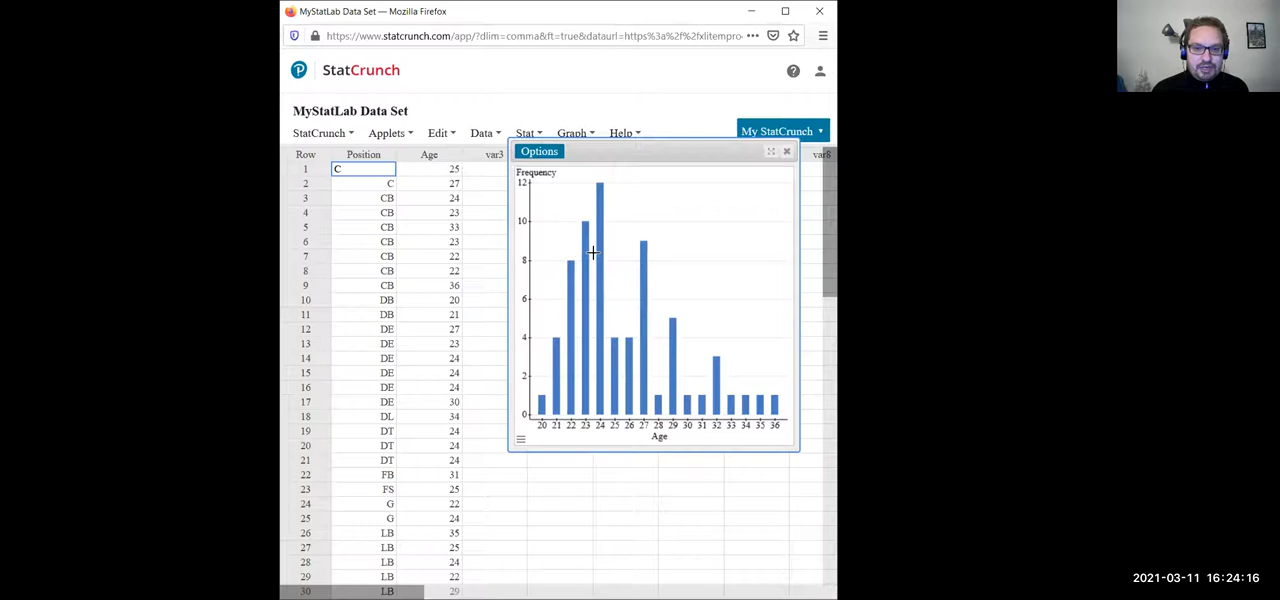 MyStatLab Data Set — Mozilla Firefox
https://www.statcrunch.com/app/?dlim=comma&ft=true&dataurl=https%3a%2f%2fxlitempro
StatCrunch
MyStatLab Data Set
StatCrunch Applets Edit Data Stat Graph Help My StatCrunch
Row Position Age var3 var8
1 C 25
2 C 27
3 CB 24
4 CB 23
5 CB 33
6 CB 23
7 CB 22
8 CB 22
9 CB 36
10 DB 20
11 DB 21
12 DE 27
13 DE 23
14 DE 24
15 DE 24
16 DE 24
17 DE 30
18 DL 34
19 DT 24
20 DT 24
21 DT 24
22 FB 31
23 FS 25
24 G 22
25 G 24
26 LB 35
27 LB 25
28 LB 24
29 LB 22
30 LB 29
Options
Frequency
12
10
8
6
4
2
0
20 21 22 23 24 25 26 27 28 29 30 31 32 33 34 35 36
Age
2021-03-11 16:24:16